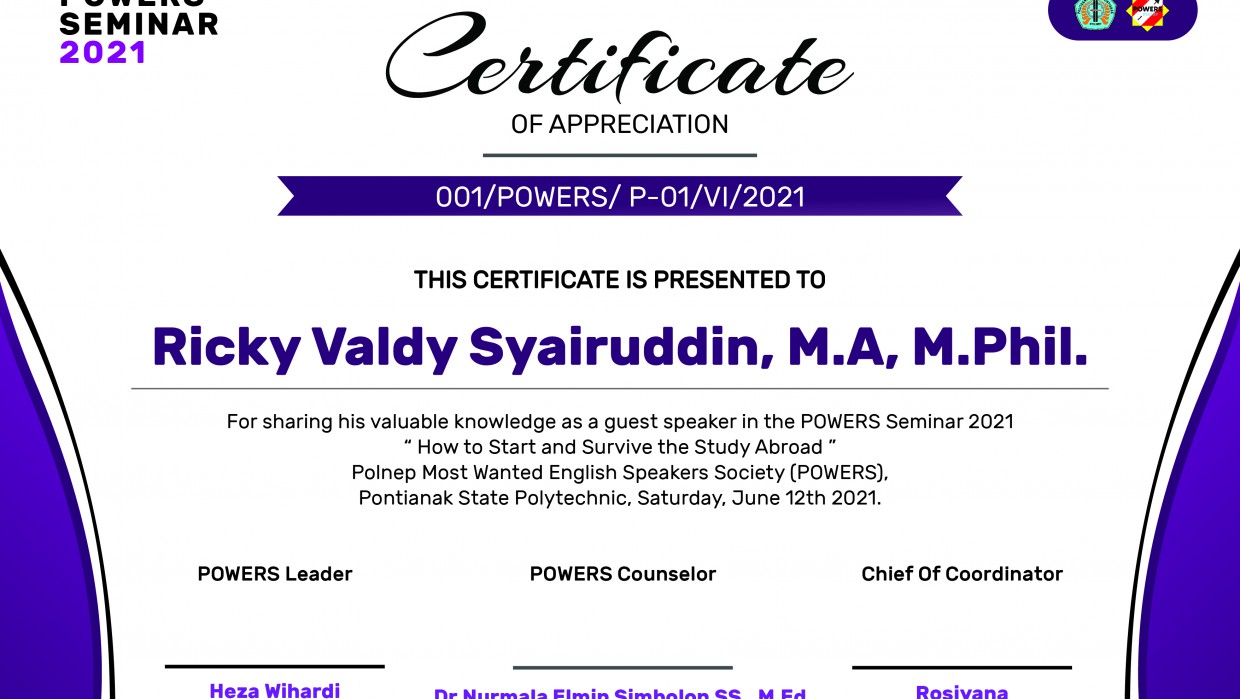 POWERS
SEMINAR
2021
POWERS
Certificate
OF APPRECIATION
001/POWERS/ P-01/VI/2021
THIS CERTIFICATE IS PRESENTED TO
Ricky Valdy Syairuddin, M.A, M.Phil.
For sharing his valuable knowledge as a guest speaker in the POWERS Seminar 2021
“ How to Start and Survive the Study Abroad ”
Polnep Most Wanted English Speakers Society (POWERS),
Pontianak State Polytechnic, Saturday, June 12th 2021.
POWERS Leader
POWERS Counselor
Chief Of Coordinator
Heza Wihardi
Dr Nurmala Elmin Simbolon SS., M.Ed
Rosiyana